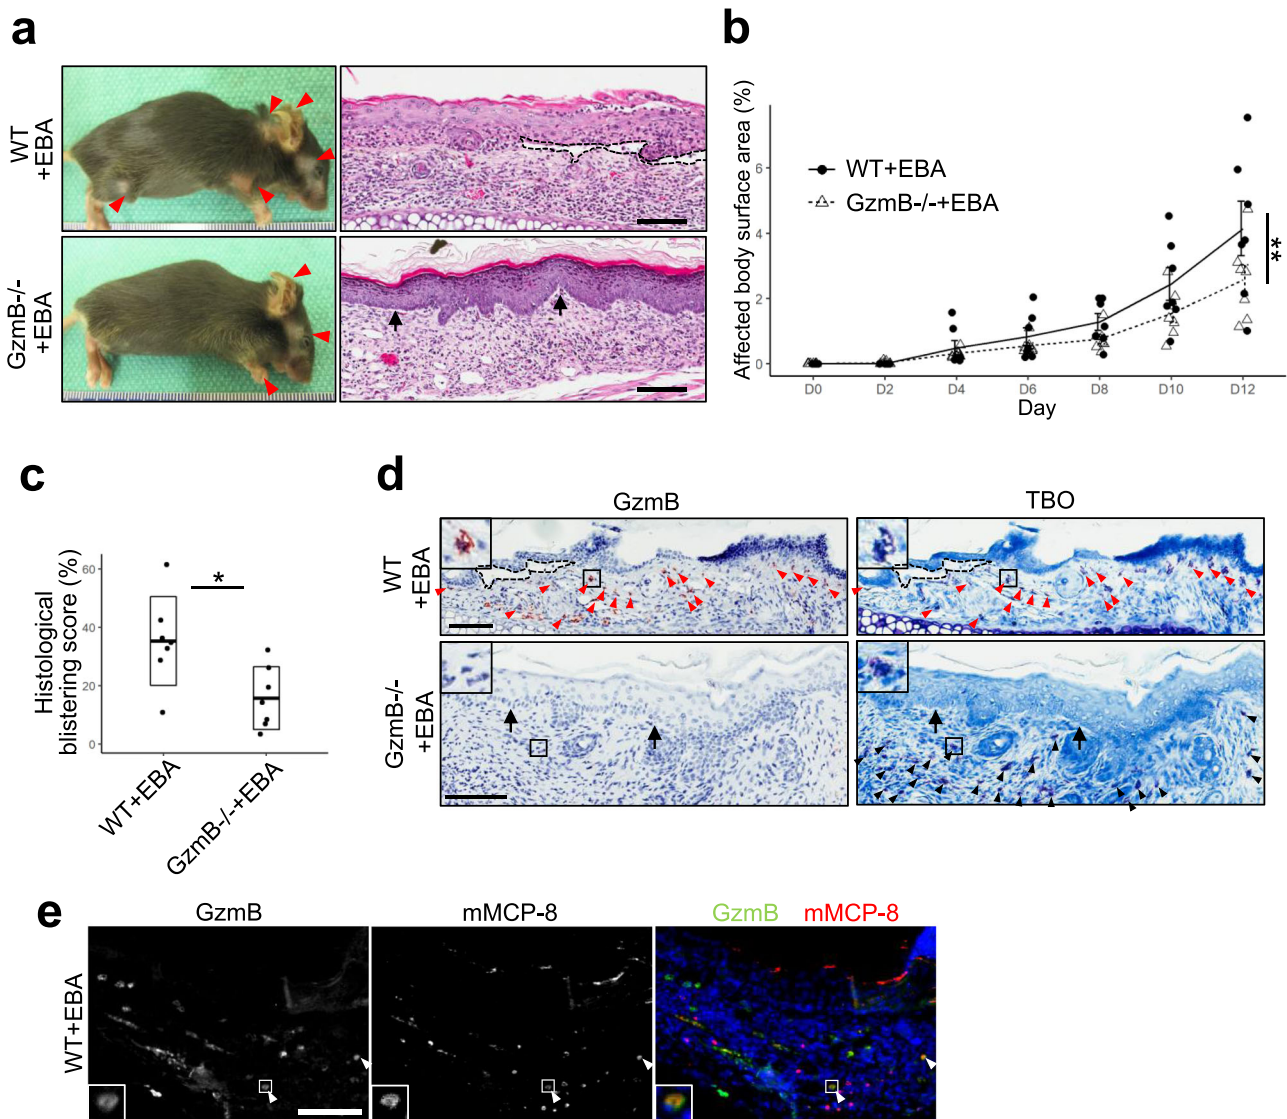 a
WT
+EBA
GzmB-/-
+EBA
b
Affected body surface area (%)
6
4
2
0
WT+EBA
GzmB-/-+EBA
**
D0 D2 D4 D6 D8 D10 D12
Day
c
Histological
blistering score (%)
60
40
20
0
*
WT+EBA
GzmB-/-+EBA
d
GzmB TBO
WT
+EBA
GzmB-/-
+EBA
e
GzmB mMCP-8 GzmB mMCP-8
WT+EBA